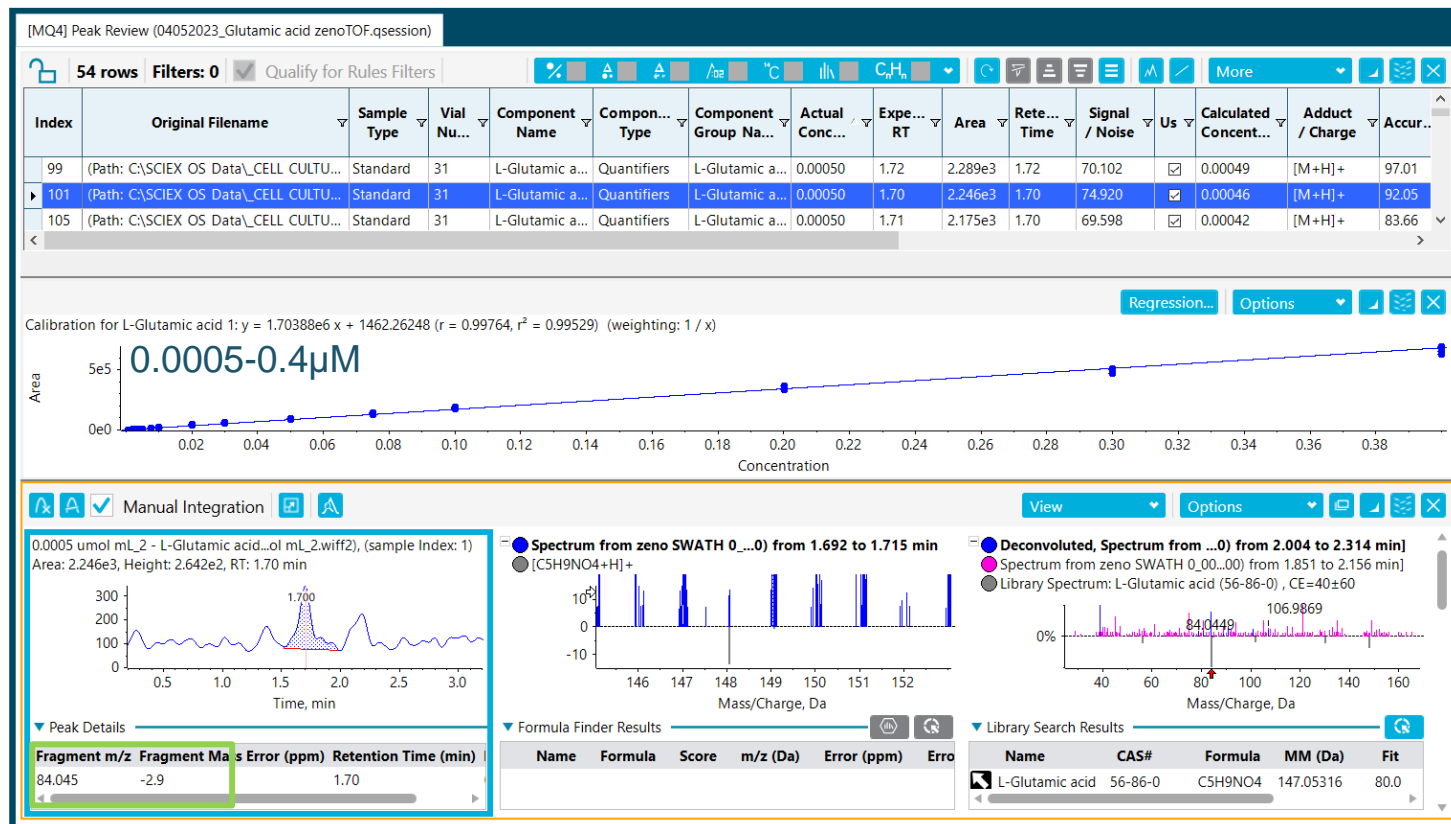 [MQ4] Peak Review (04052023_Glutamic acid zenoTOF.qsession)
54 rows Filters: 0 Qualify for Rules Filters More
Index Original Filename Sample Type Vial Nu... Component Name Compon... Type Component Group Na... Actual Conc... Expe... RT Area Rete... Time Signal / Noise Us Calculated Concent... Adduct / Charge Accur..
99 (Path: C:\SCIEX OS Data\_CELL CULTU... Standard 31 L-Glutamic a... Quantifiers L-Glutamic a... 0.00050 1.72 2.289e3 1.72 70.102 0.00049 [M+H]+ 97.01
101 (Path: C:\SCIEX OS Data\_CELL CULTU... Standard 31 L-Glutamic a... Quantifiers L-Glutamic a... 0.00050 1.70 2.246e3 1.70 74.920 0.00046 [M+H]+ 92.05
105 (Path: C:\SCIEX OS Data\_CELL CULTU... Standard 31 L-Glutamic a... Quantifiers L-Glutamic a... 0.00050 1.71 2.175e3 1.70 69.598 0.00042 [M+H]+ 83.66
Regression... Options
Calibration for L-Glutamic acid 1: y = 1.70388e6 x + 1462.26248 (r = 0.99764, r² = 0.99529) (weighting: 1 / x)
0.0005-0.4µM
Area
5e5
0e0
0.02 0.04 0.06 0.08 0.10 0.12 0.14 0.16 0.18 0.20 0.22 0.24 0.26 0.28 0.30 0.32 0.34 0.36 0.38
Concentration
Manual Integration View Options
0.0005 umol mL_2 - L-Glutamic acid...ol mL_2.wiff2), (sample Index: 1)
Area: 2.246e3, Height: 2.642e2, RT: 1.70 min
1.700
300
200
100
0
0.5 1.0 1.5 2.0 2.5 3.0
Time, min
Peak Details
Fragment m/z Fragment Mass Error (ppm) Retention Time (min)
84.045 -2.9 1.70
Spectrum from zeno SWATH 0_...0) from 1.692 to 1.715 min
[C5H9NO4+H]+
10
0
-10
146 147 148 149 150 151 152
Mass/Charge, Da
Formula Finder Results
Name Formula Score m/z (Da) Error (ppm) Erro
Deconvoluted, Spectrum from ...0) from 2.004 to 2.314 min]
Spectrum from zeno SWATH 0_00...00) from 1.851 to 2.156 min]
Library Spectrum: L-Glutamic acid (56-86-0) , CE=40±60
106.9869
84.0449
0%
40 60 80 100 120 140 160
Mass/Charge, Da
Library Search Results
Name CAS# Formula MM (Da) Fit
L-Glutamic acid 56-86-0 C5H9NO4 147.05316 80.0